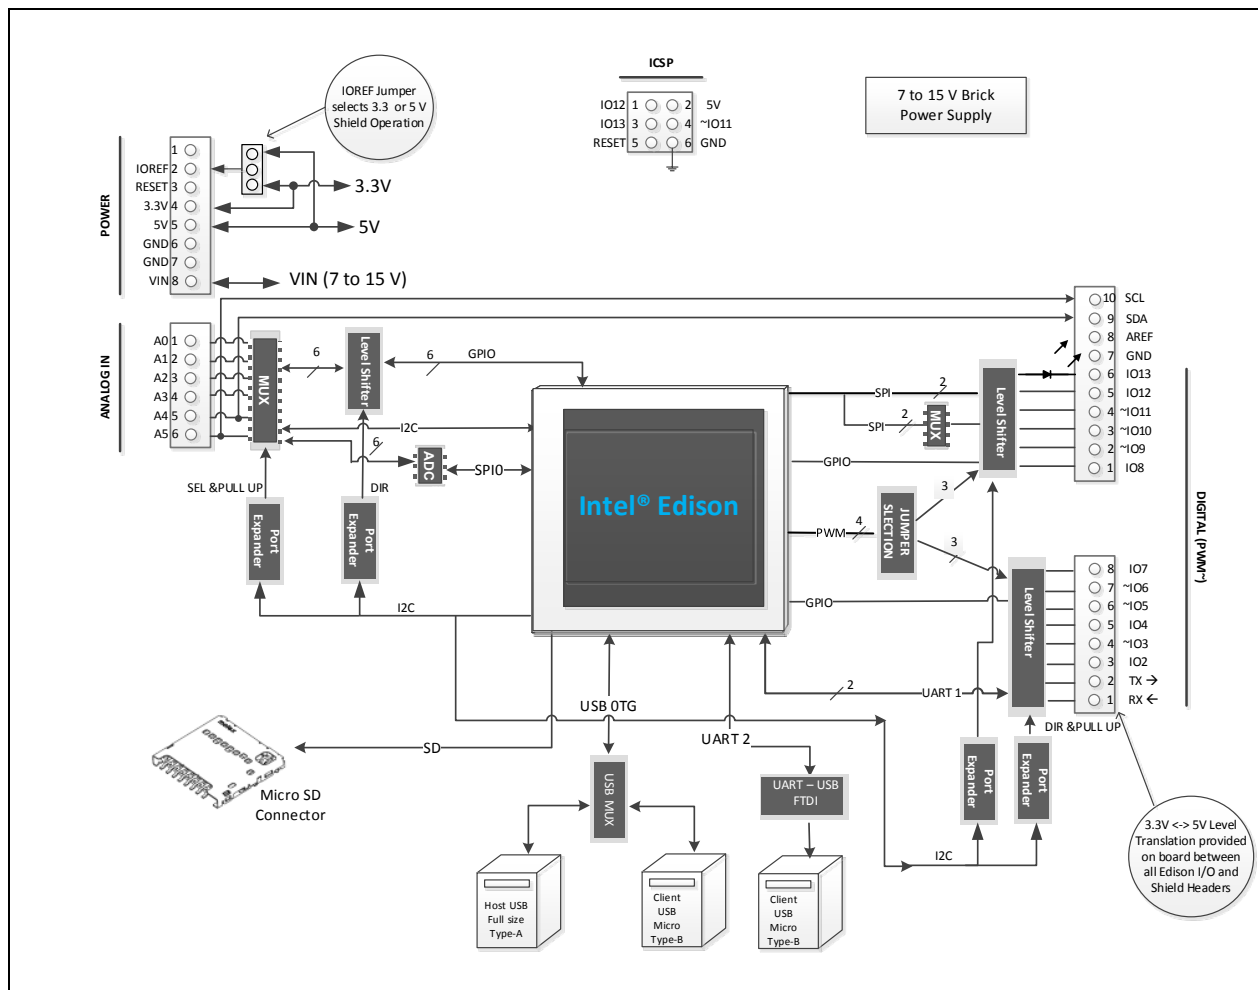 ICSP
IO12 1 2 5V
IO13 3 4 ~IO11
RESET 5 6 GND
7 to 15 V Brick
Power Supply
IOREF Jumper
selects 3.3 or 5 V
Shield Operation
POWER
1
IOREF 2
RESET 3
3.3V 4
5V 5
GND 6
GND 7
VIN 8
3.3V
5V
VIN (7 to 15 V)
ANALOG IN
A0 1
A1 2
A2 3
A3 4
A4 5
A5 6
MUX
6
Level Shifter
6
GPIO
I2C
6
ADC
SPI0
SEL &PULL UP
DIR
Port
Expander
Port
Expander
I2C
Intel® Edison
SPI
2
SPI
2
MUX
Level Shifter
GPIO
PWM
4
JUMPER
SLECTION
3
3
GPIO
Level Shifter
10 SCL
9 SDA
8 AREF
7 GND
6 IO13
5 IO12
4 ~IO11
3 ~IO10
2 ~IO9
1 IO8
DIGITAL (PWM~)
8 IO7
7 ~IO6
6 ~IO5
5 IO4
4 ~IO3
3 IO2
2 TX →
1 RX ←
2
UART 1
DIR &PULL UP
USB OTG
UART 2
SD
Micro SD
Connector
USB MUX
UART – USB
FTDI
Port
Expander
Port
Expander
I2C
Host USB
Full size
Type-A
Client
USB
Micro
Type-B
Client
USB
Micro
Type-B
3.3V <-> 5V Level
Translation provided
on board between
all Edison I/O and
Shield Headers